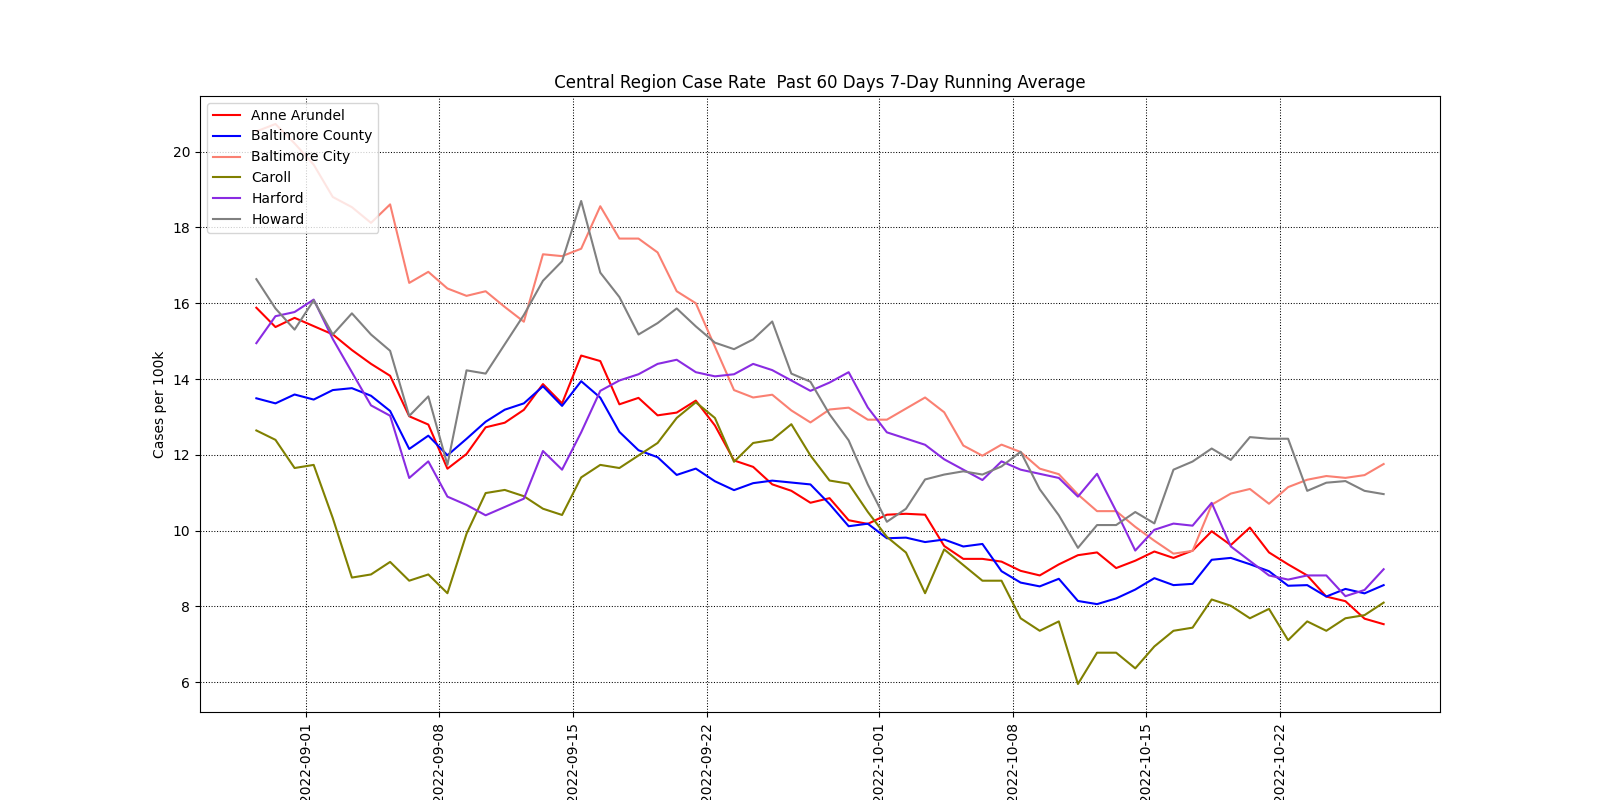 Central Region Case Rate  Past 60 Days 7-Day Running Average
Anne Arundel
Baltimore County
Baltimore City
Caroll
Harford
Howard
Cases per 100k
20
18
16
14
12
10
8
6
2022-09-01
2022-09-08
2022-09-15
2022-09-22
2022-10-01
2022-10-08
2022-10-15
2022-10-22